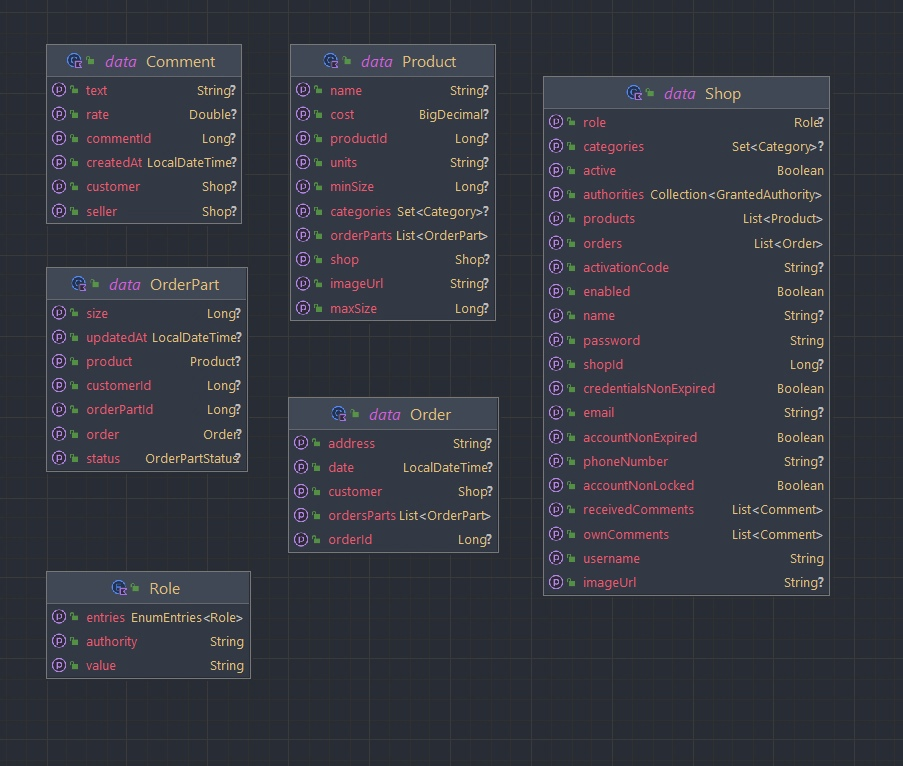 data Comment
text String?
rate Double?
commentId Long?
createdAt LocalDateTime?
customer Shop?
seller Shop?
data Product
name String?
cost BigDecimal?
productId Long?
units String?
minSize Long?
categories Set<Category>?
orderParts List<OrderPart>
shop Shop?
imageUrl String?
maxSize Long?
data Shop
role Role?
categories Set<Category>?
active Boolean
authorities Collection<GrantedAuthority>
products List<Product>
orders List<Order>
activationCode String?
enabled Boolean
name String?
password String
shopId Long?
credentialsNonExpired Boolean
email String?
accountNonExpired Boolean
phoneNumber String?
accountNonLocked Boolean
receivedComments List<Comment>
ownComments List<Comment>
username String
imageUrl String?
data OrderPart
size Long?
updatedAt LocalDateTime?
product Product?
customerId Long?
orderPartId Long?
order Order?
status OrderPartStatus?
data Order
address String?
date LocalDateTime?
customer Shop?
ordersParts List<OrderPart>
orderId Long?
Role
entries EnumEntries<Role>
authority String
value String